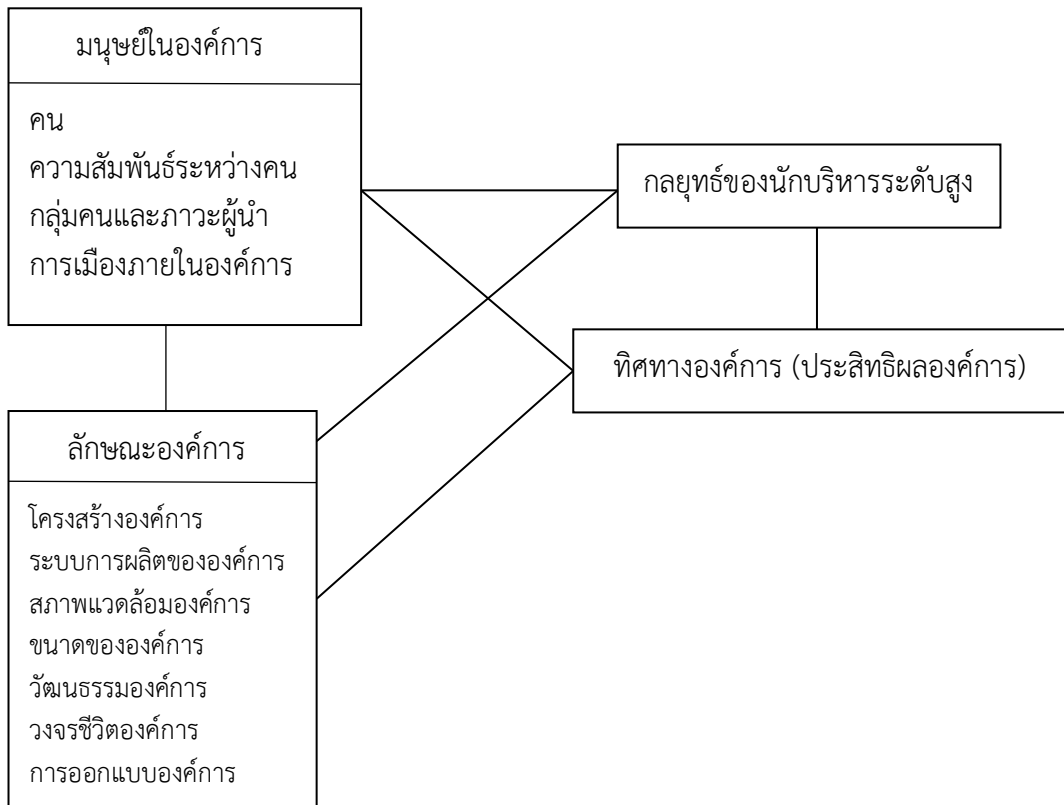 มนุษย์ในองค์การ
คน
ความสัมพันธ์ระหว่างคน
กลุ่มคนและภาวะผู้นำ
การเมืองภายในองค์การ
กลยุทธ์ของนักบริหารระดับสูง
ทิศทางองค์การ (ประสิทธิผลองค์การ)
ลักษณะองค์การ
โครงสร้างองค์การ
ระบบการผลิตขององค์การ
สภาพแวดล้อมองค์การ
ขนาดขององค์การ
วัฒนธรรมองค์การ
วงจรชีวิตองค์การ
การออกแบบองค์การ